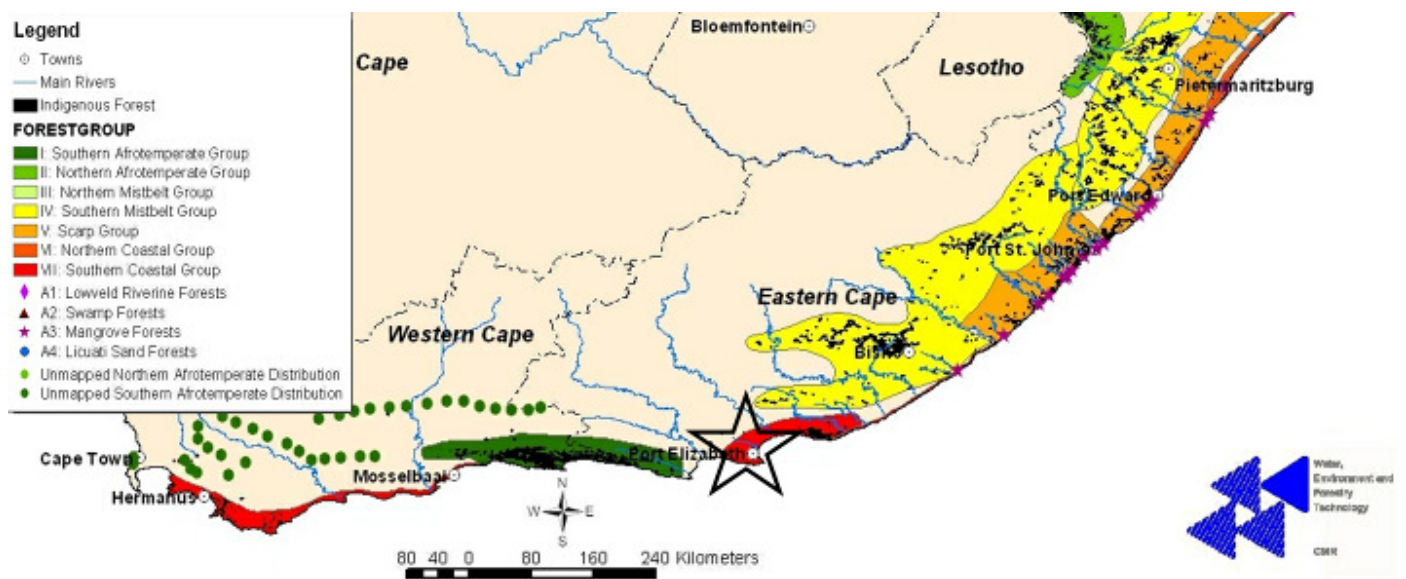 Legend
Towns
Main Rivers
Indigenous Forest
FORESTGROUP
I: Southern Afrotemperate Group
II: Northern Afrotemperate Group
III: Northern Mistbelt Group
IV: Southern Mistbelt Group
V: Scarp Group
VI: Northern Coastal Group
VII: Southern Coastal Group
A1: Lowveld Riverine Forests
A2: Swamp Forests
A3: Mangrove Forests
A4: Licuati Sand Forests
Unmapped Northern Afrotemperate Distribution
Unmapped Southern Afrotemperate Distribution
Bloemfontein
Cape
Lesotho
Pietermaritzburg
Port Edward
Port St. Johns
Eastern Cape
Western Cape
Bisho
Port Elizabeth
Cape Town
Mosselbaai
Hermanus
N
W E
S
80 40 0 80 160 240 Kilometers
Water,
Environment and
Forestry
Technology
CSIR